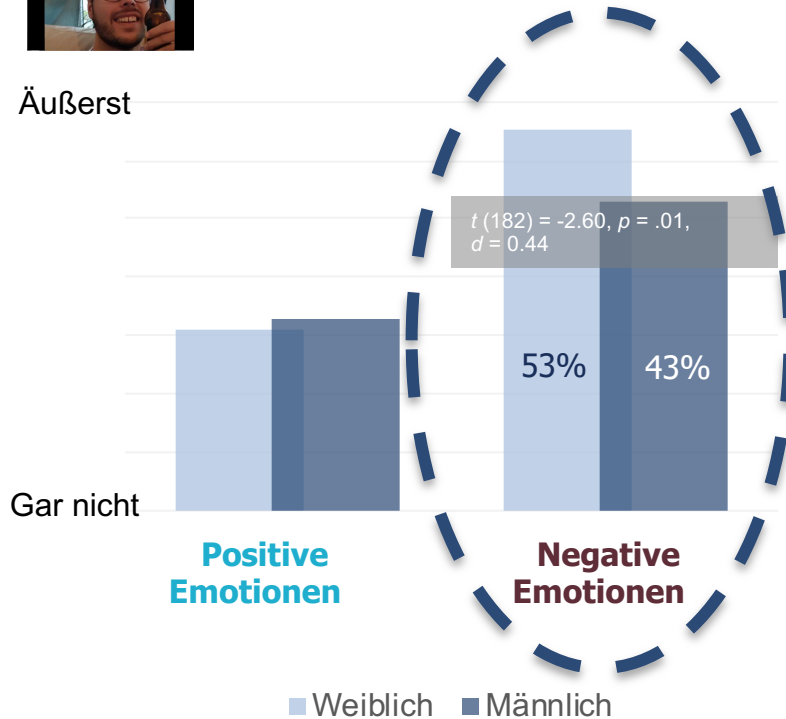 Äußerst
t (182) = -2.60, p = .01,
d = 0.44
53%
43%
Gar nicht
Positive
Emotionen
Negative
Emotionen
Weiblich
Männlich